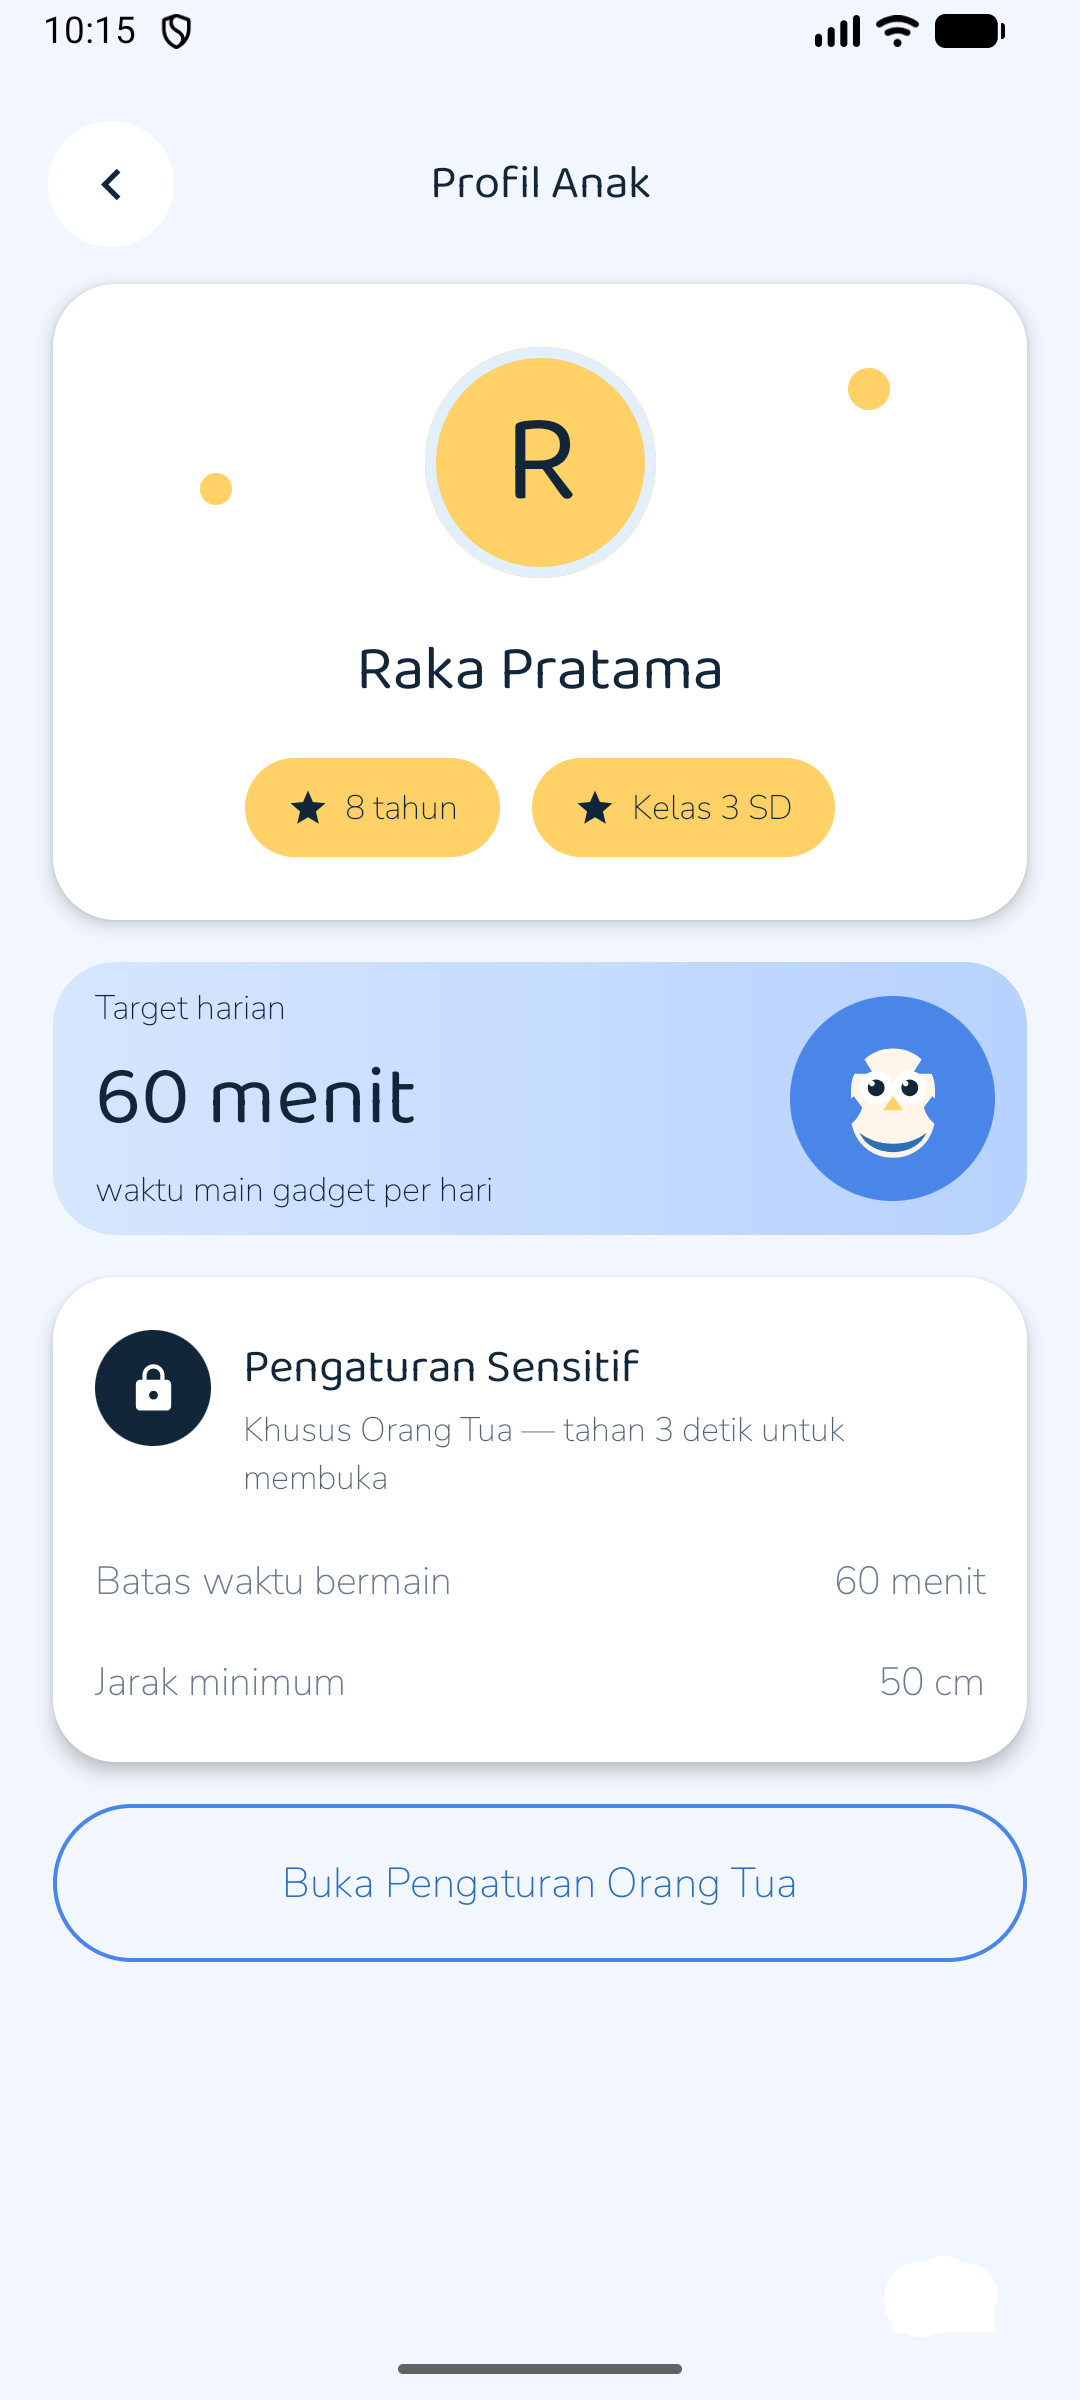 10:15
Profil Anak
R
Raka Pratama
8 tahun
Kelas 3 SD
Target harian
60 menit
waktu main gadget per hari
Pengaturan Sensitif
Khusus Orang Tua — tahan 3 detik untuk
membuka
Batas waktu bermain
60 menit
Jarak minimum
50 cm
Buka Pengaturan Orang Tua